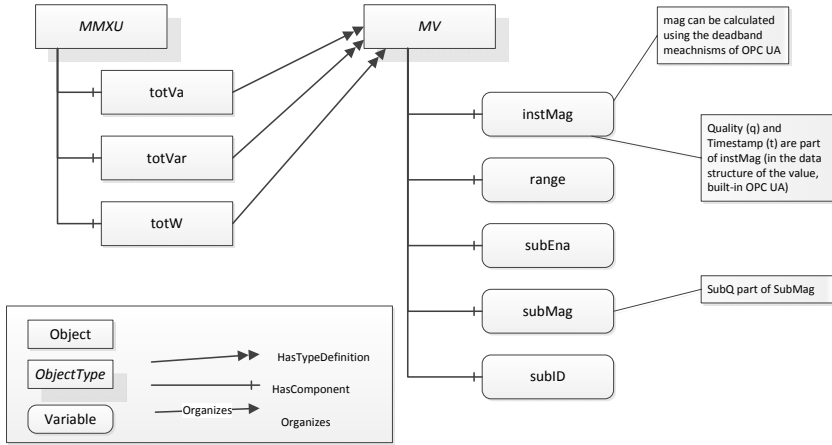 MMXU
totVa
totVar
totW
MV
instMag
range
subEna
subMag
subID
mag can be calculated
using the deadband
meachnisms of OPC UA
Quality (q) and
Timestamp (t) are part
of instMag (in the data
structure of the value,
built-in OPC UA)
SubQ part of SubMag
Object
ObjectType
Variable
HasTypeDefinition
HasComponent
Organizes
Organizes